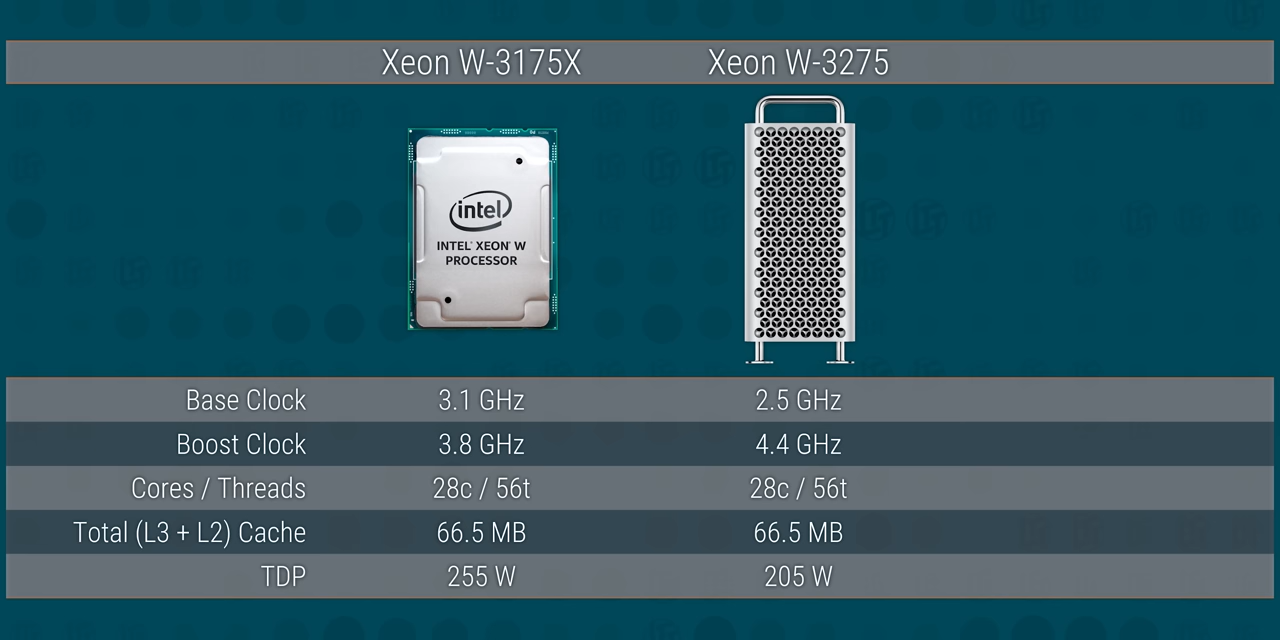 Xeon W-3175X Xeon W-3275
intel
INTEL® XEON® W
PROCESSOR
Base Clock 3.1 GHz 2.5 GHz
Boost Clock 3.8 GHz 4.4 GHz
Cores / Threads 28c / 56t 28c / 56t
Total (L3 + L2) Cache 66.5 MB 66.5 MB
TDP 255 W 205 W